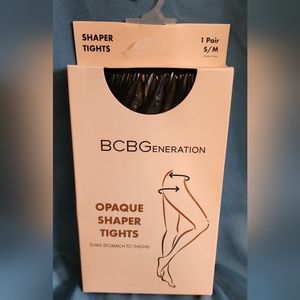 SHAPER
TIGHTS
1 Pair
S/M
BCBGENERATION
OPAQUE
SHAPER
TIGHTS
SLIMS STOMACH TO THIGHS